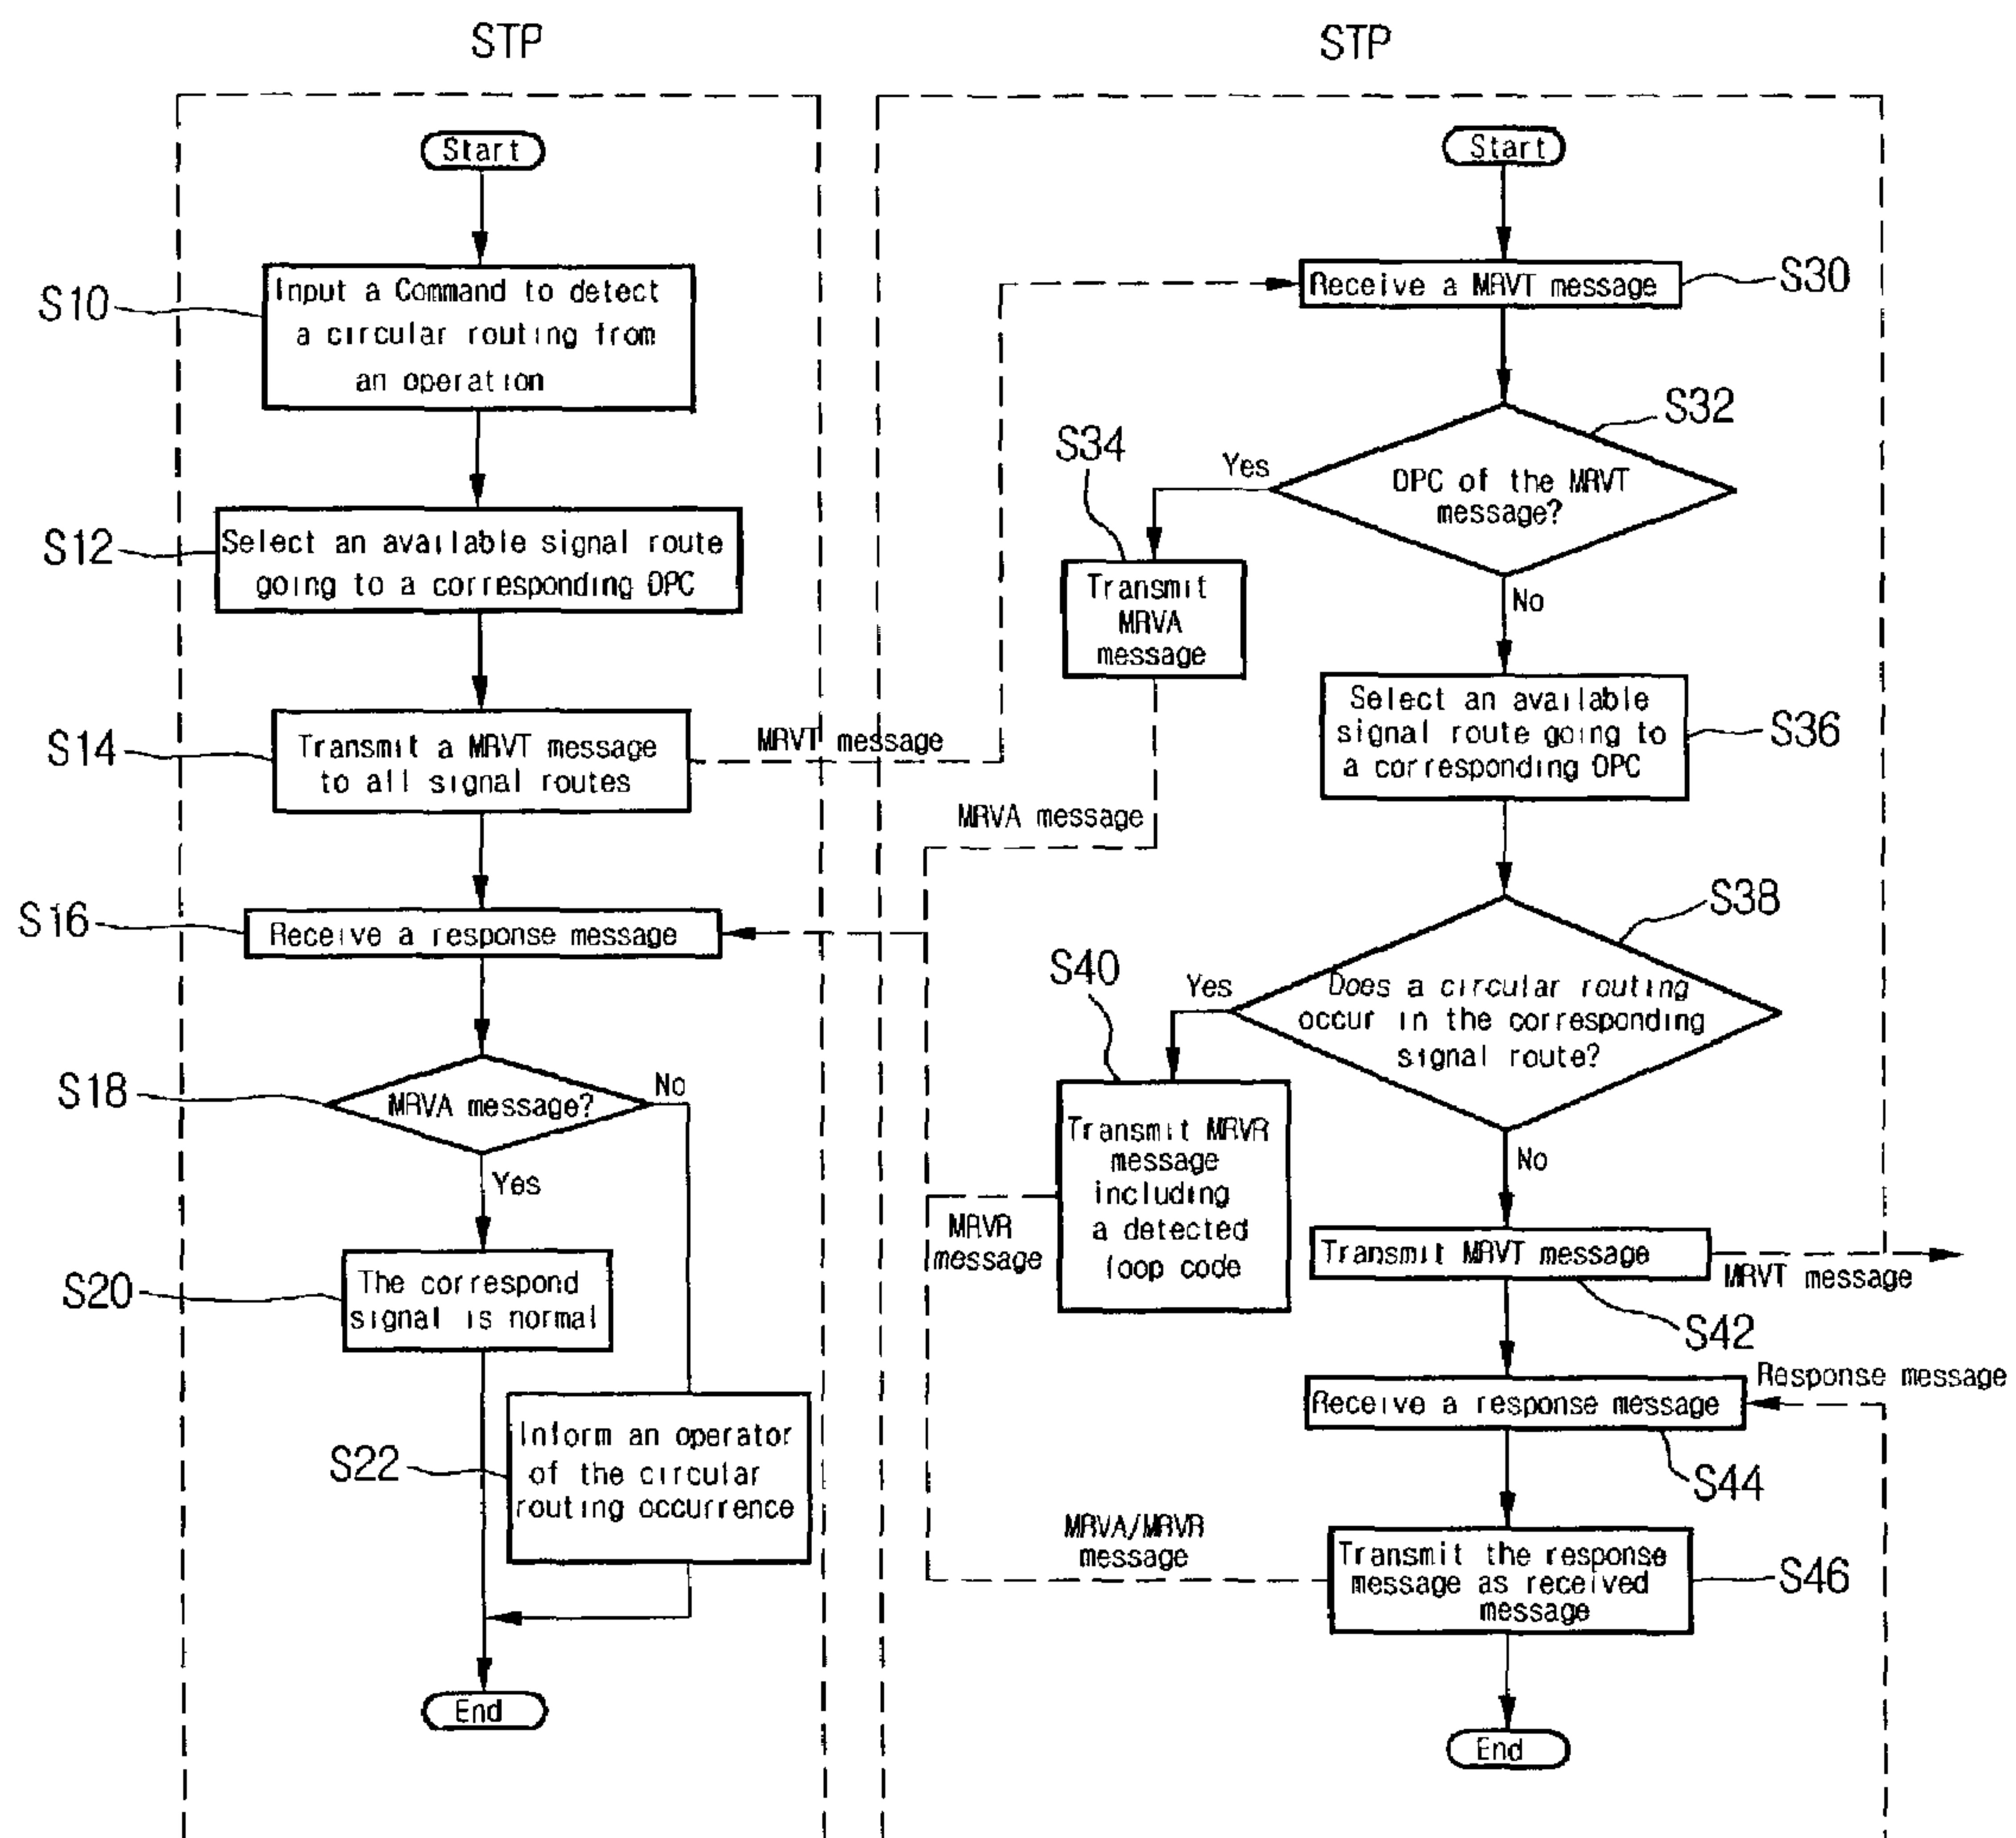 STP
Start
S10
Input a Command to detect
a circular routing from
an operation
S12
Select an available signal route
going to a corresponding DPC
S14
Transmit a MRVT message
to all signal routes
MRVT message
S16
Receive a response message
S18
MRVA message?
No
Yes
S20
The correspond
signal is normal
S22
Inform an operator
of the circular
routing occurrence
End
STP
Start
Receive a MRVT message
S30
S32
DPC of the MRVT
message?
Yes
No
S34
Transmit
MRVA
message
MRVA message
Select an available
signal route going to
a corresponding DPC
S36
S38
Does a circular routing
occur in the corresponding
signal route?
Yes
No
S40
Transmit MRVR
message
including
a detected
loop code
MRVR
message
Transmit MRVT message
MRVT message
S42
Response message
Receive a response message
S44
MRVA/MRVR
message
Transmit the response
message as received
message
S46
End